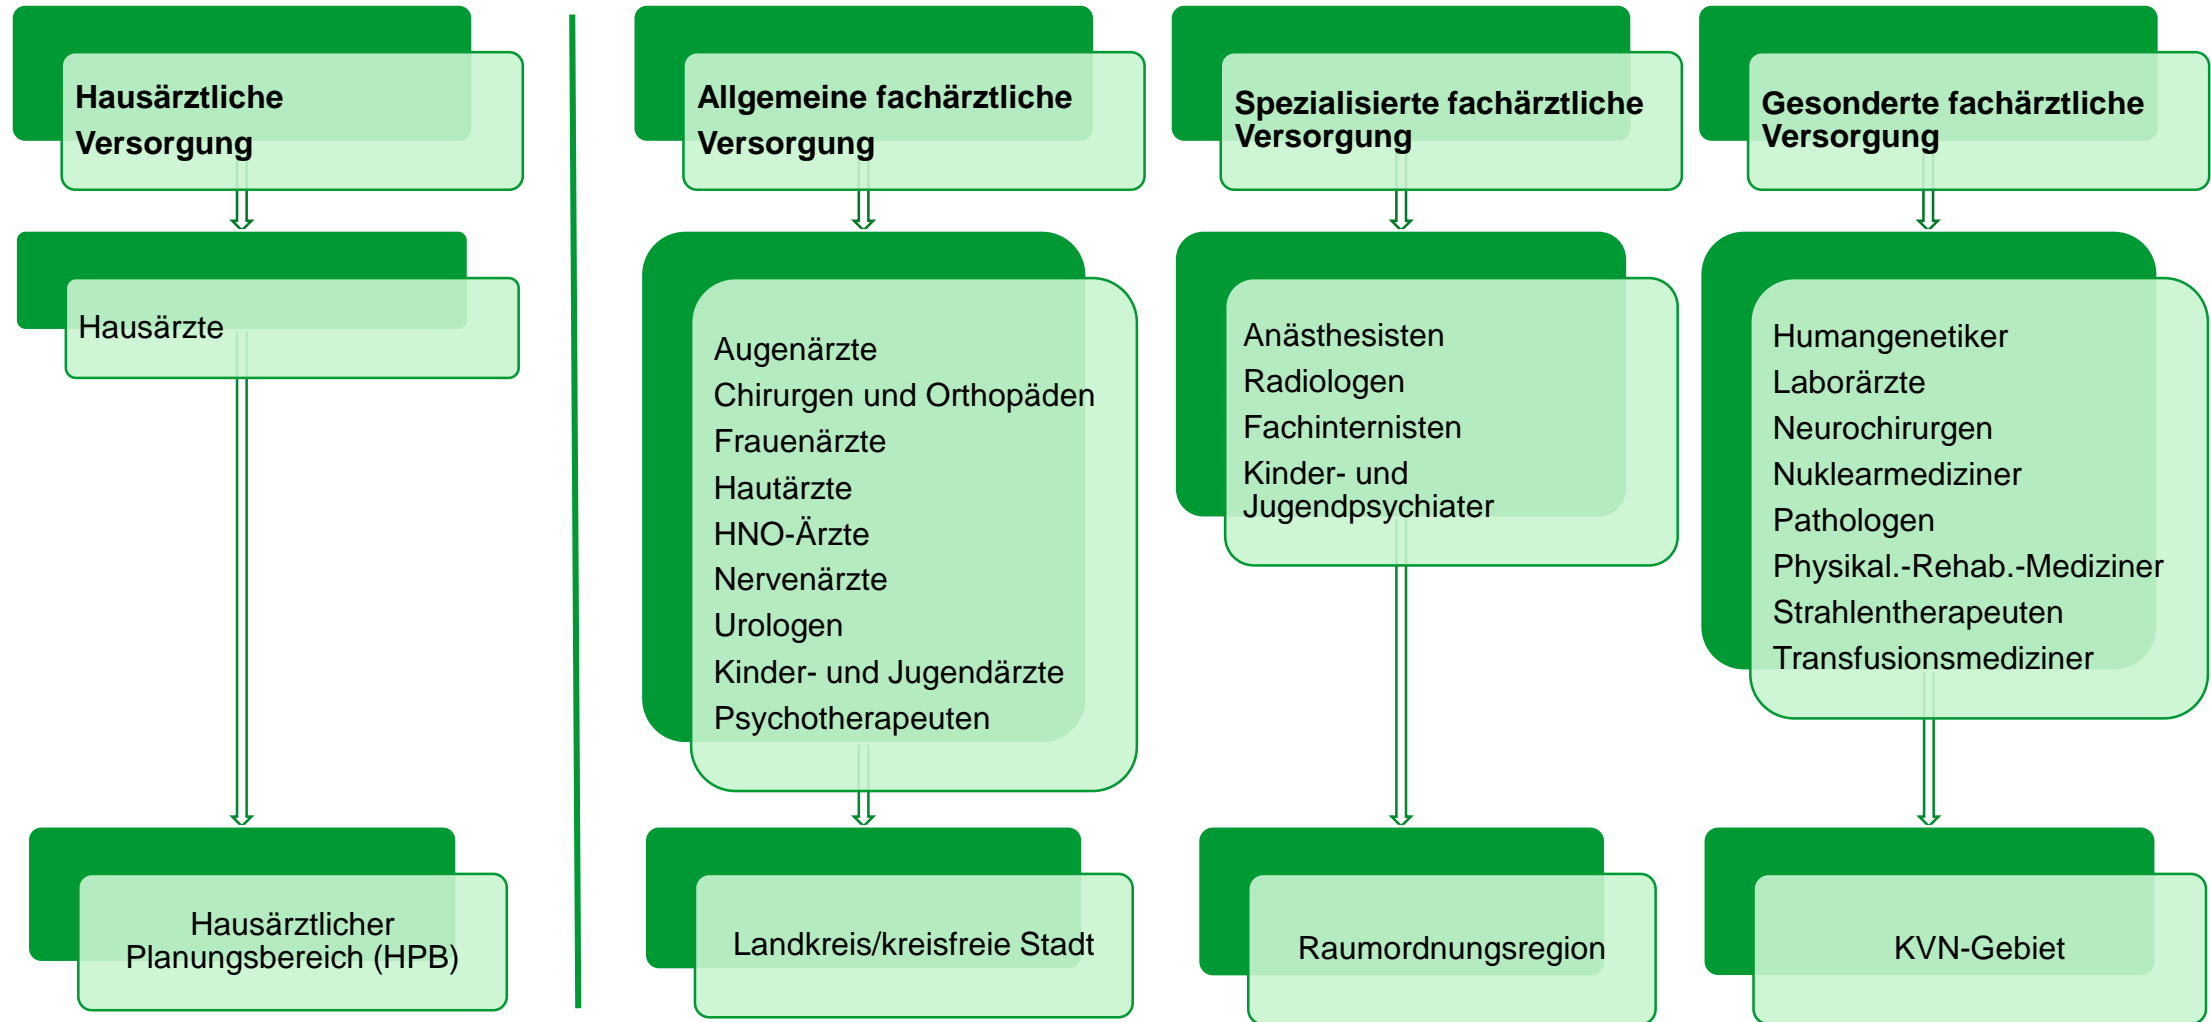 Hausärztliche
Versorgung
Hausärzte
Hausärztlicher
Planungsbereich (HPB)
Allgemeine fachärztliche
Versorgung
Augenärzte
Chirurgen und Orthopäden
Frauenärzte
Hautärzte
HNO-Ärzte
Nervenärzte
Urologen
Kinder- und Jugendärzte
Psychotherapeuten
Landkreis/kreisfreie Stadt
Spezialisierte fachärztliche
Versorgung
Anästhesisten
Radiologen
Fachinternisten
Kinder- und
Jugendpsychiater
Raumordnungsregion
Gesonderte fachärztliche
Versorgung
Humangenetiker
Laborärzte
Neurochirurgen
Nuklearmediziner
Pathologen
Physikal.-Rehab.-Mediziner
Strahlentherapeuten
Transfusionsmediziner
KVN-Gebiet